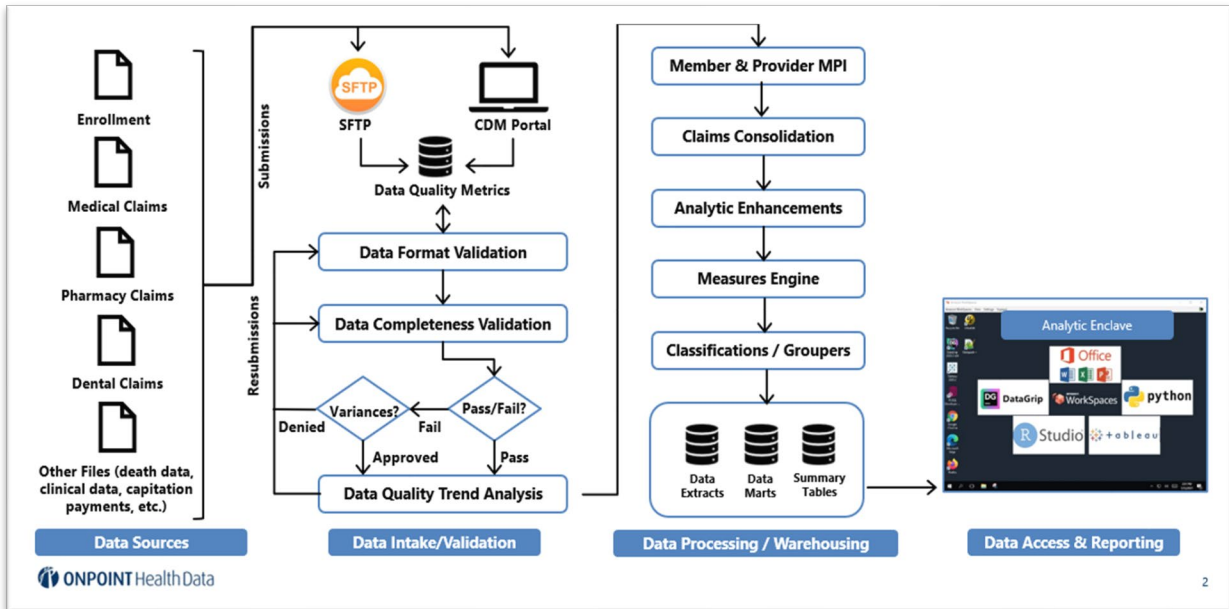 Enrollment
Medical Claims
Pharmacy Claims
Dental Claims
Other Files (death data,
clinical data, capitation
payments, etc.)
Data Sources
Submissions
Resubmissions
SFTP
SFTP
CDM Portal
Data Quality Metrics
Data Format Validation
Data Completeness Validation
Variances?
Pass/Fail?
Denied
Fail
Approved
Pass
Data Quality Trend Analysis
Data Intake/Validation
Member & Provider MPI
Claims Consolidation
Analytic Enhancements
Measures Engine
Classifications / Groupers
Data
Extracts
Data
Marts
Summary
Tables
Data Processing / Warehousing
Analytic Enclave
Office
W X P
DG
DataGrip
WorkSpaces
python
R Studio
+ableau
Data Access & Reporting
ONPOINT Health Data
2